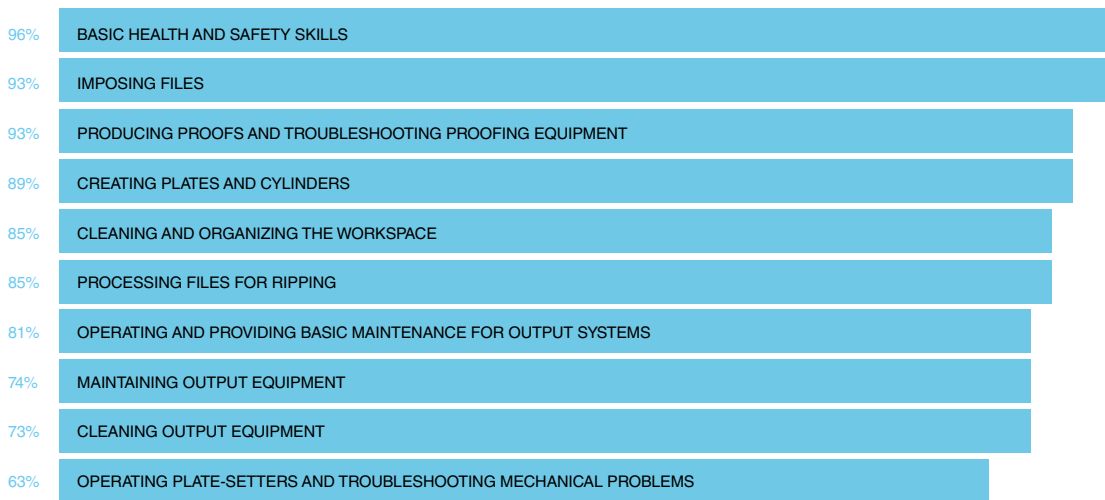 96% BASIC HEALTH AND SAFETY SKILLS
93% IMPOSING FILES
93% PRODUCING PROOFS AND TROUBLESHOOTING PROOFING EQUIPMENT
89% CREATING PLATES AND CYLINDERS
85% CLEANING AND ORGANIZING THE WORKSPACE
85% PROCESSING FILES FOR RIPPING
81% OPERATING AND PROVIDING BASIC MAINTENANCE FOR OUTPUT SYSTEMS
74% MAINTAINING OUTPUT EQUIPMENT
73% CLEANING OUTPUT EQUIPMENT
63% OPERATING PLATE-SETTERS AND TROUBLESHOOTING MECHANICAL PROBLEMS